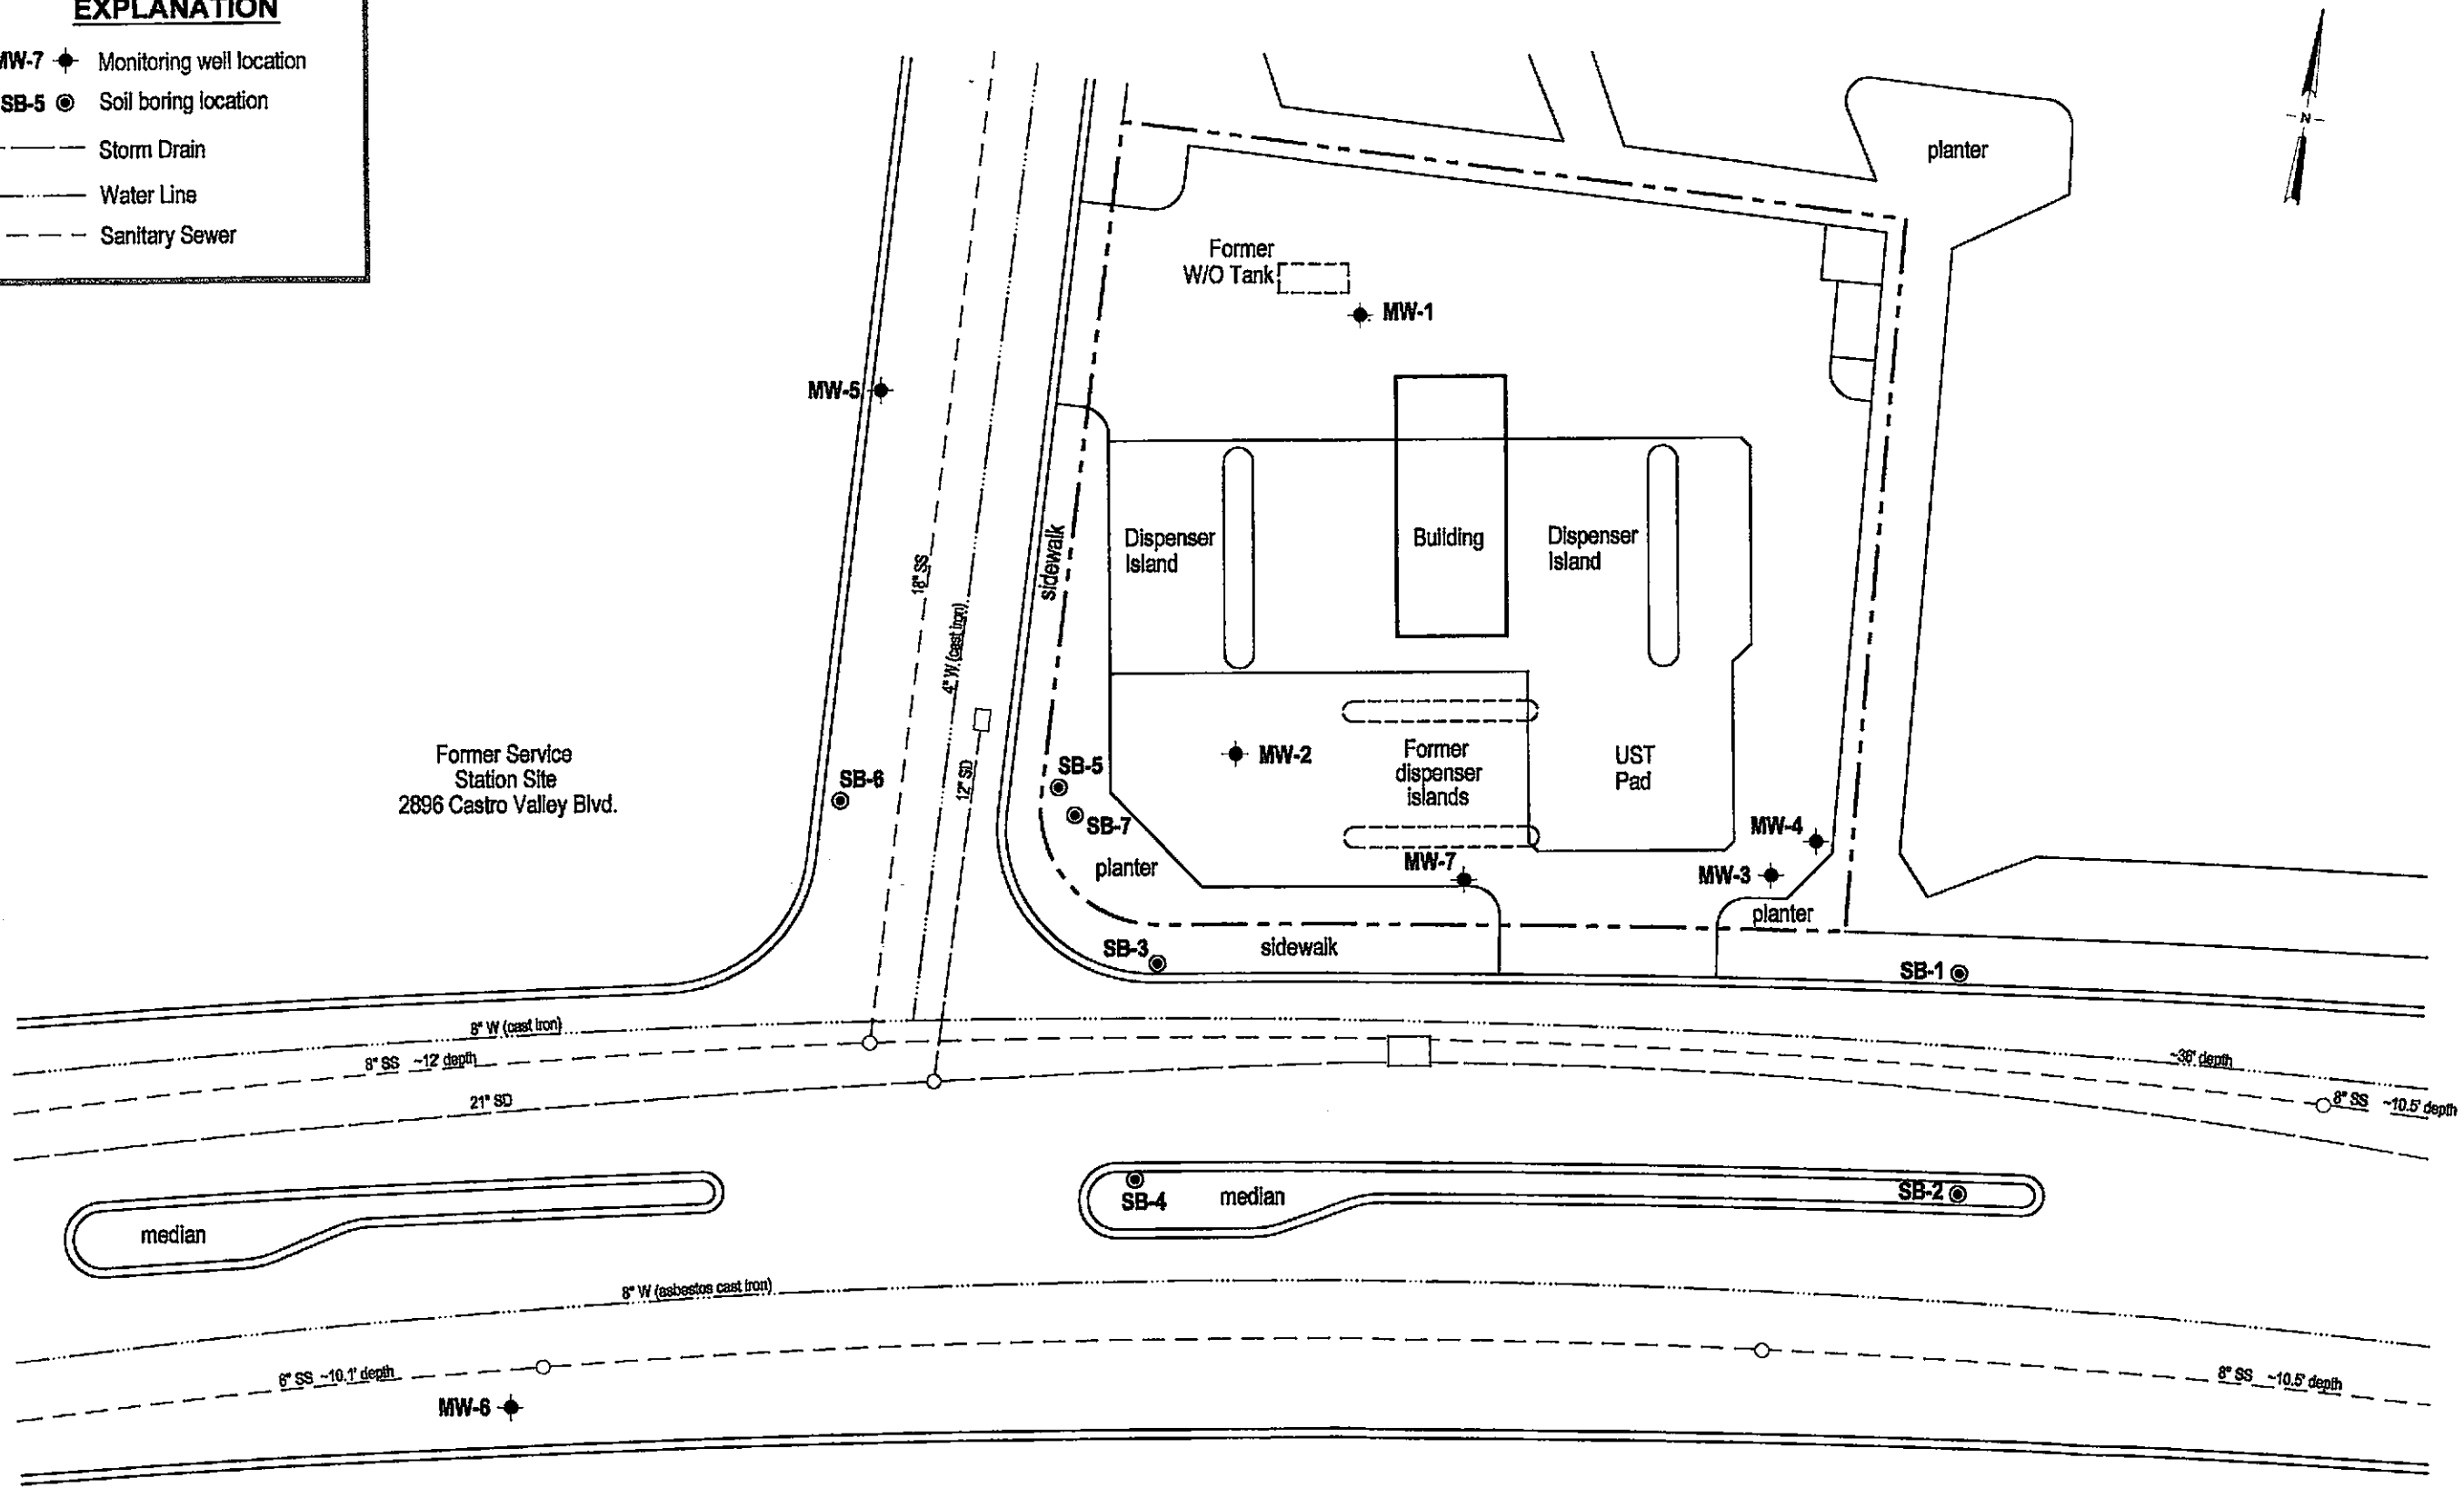 EXPLANATION
MW-7 Monitoring well location
SB-5 Soil boring location
Storm Drain
Water Line
Sanitary Sewer
N
planter
Former
W/O Tank
MW-1
MW-5
Dispenser
Island
Building
Dispenser
Island
sidewalk
18" SS
4" W (cast iron)
12" SD
Former Service
Station Site
2896 Castro Valley Blvd.
SB-6
SB-5
SB-7
planter
MW-2
Former
dispenser
islands
UST
Pad
MW-4
MW-7
MW-3
planter
SB-3
sidewalk
SB-1
8" W (cast iron)
8" SS ~12' depth
21" SD
~36" depth
8" SS ~10.5' depth
median
SB-4
median
SB-2
8" W (asbestos cast iron)
6" SS ~10.1' depth
8" SS ~10.5' depth
MW-6